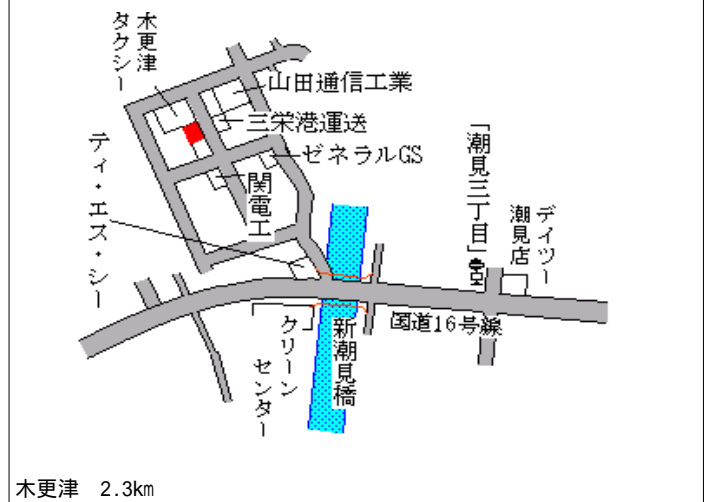 木更津
タクシー
山田通信工業
三栄港運送
ゼネラルGS
関電工
ティ・エス・シー
「潮見三丁目」
デイツー
潮見店
国道16号線
新潮見橋
クリーン
センター
木更津 2.3km